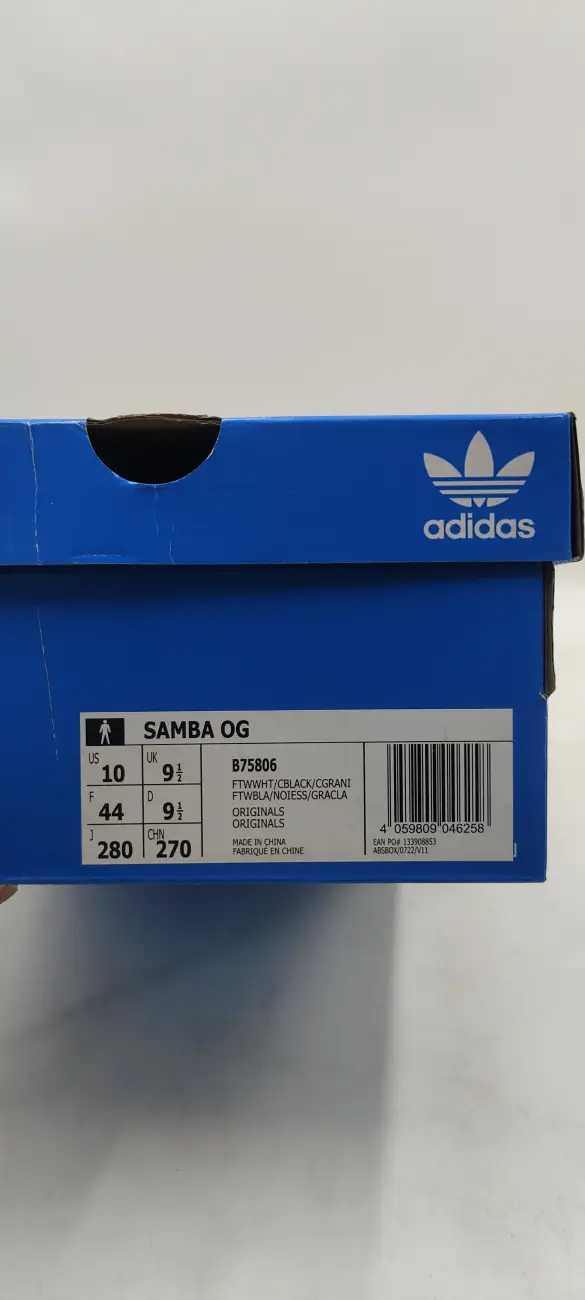 adidas
SAMBA OG
US 10
UK 9½
F 44
D 9½
J 280
CHN 270
B75806
FTWWHT/CBLACK/CGRANI
FTWBLA/NOIESS/GRACLA
ORIGINALS
ORIGINALS
MADE IN CHINA
FABRIQUÉ EN CHINE
4 059809 046258
EAN PO# 133908853
ABSBOX/0722/V11